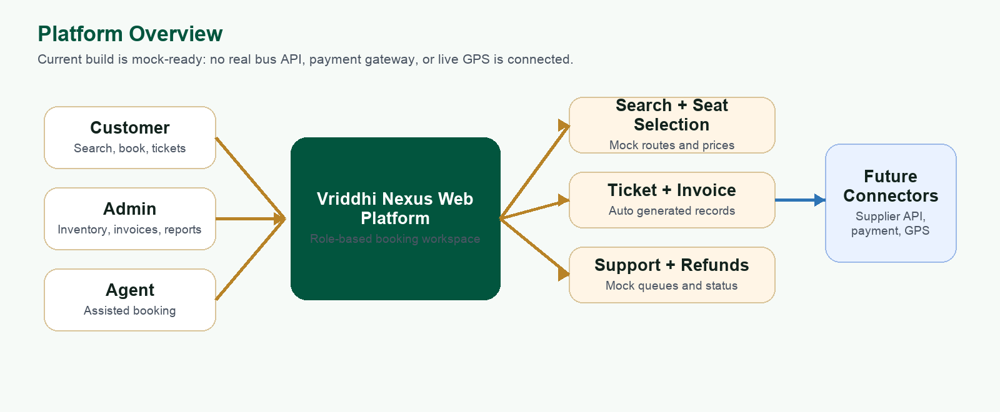 Platform Overview
Current build is mock-ready: no real bus API, payment gateway, or live GPS is connected.
Customer
Search, book, tickets
Admin
Inventory, invoices, reports
Agent
Assisted booking
Vriddhi Nexus Web
Platform
Role-based booking workspace
Search + Seat
Selection
Mock routes and prices
Ticket + Invoice
Auto generated records
Support + Refunds
Mock queues and status
Future
Connectors
Supplier API,
payment, GPS